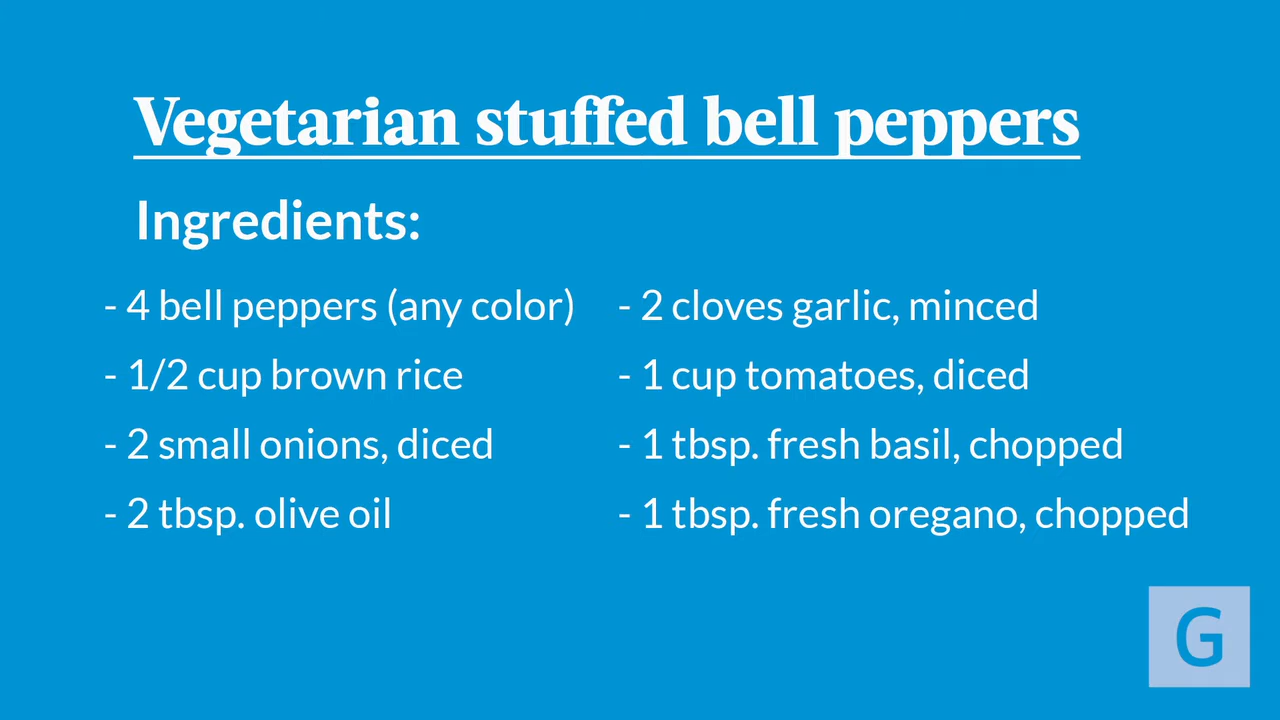 Vegetarian stuffed bell peppers
Ingredients:
- 4 bell peppers (any color)
- 1/2 cup brown rice
- 2 small onions, diced
- 2 tbsp. olive oil
- 2 cloves garlic, minced
- 1 cup tomatoes, diced
- 1 tbsp. fresh basil, chopped
- 1 tbsp. fresh oregano, chopped
G